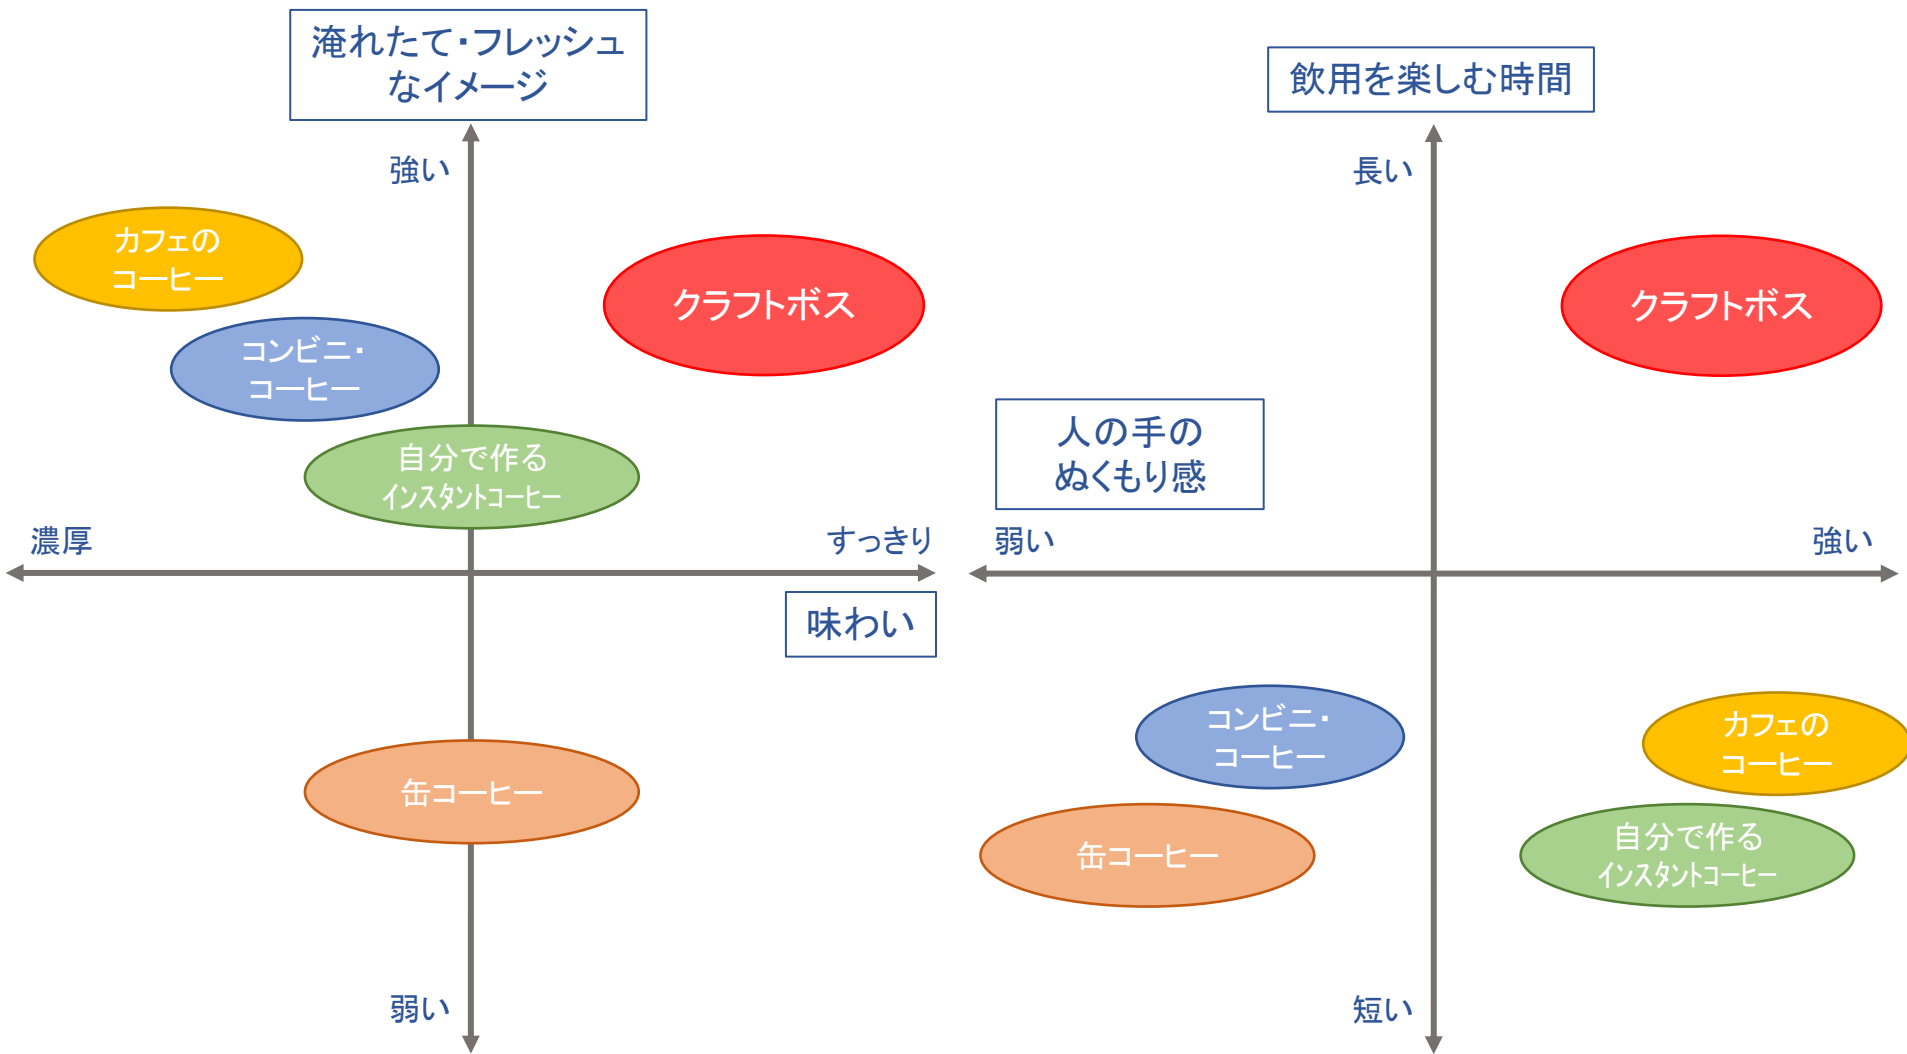 淹れたて・フレッシュ
なイメージ
強い
カフェの
コーヒー
クラフトボス
コンビニ・
コーヒー
自分で作る
インスタントコーヒー
濃厚
すっきり
味わい
缶コーヒー
弱い
飲用を楽しむ時間
長い
クラフトボス
人の手の
ぬくもり感
弱い
強い
コンビニ・
コーヒー
カフェの
コーヒー
缶コーヒー
自分で作る
インスタントコーヒー
短い